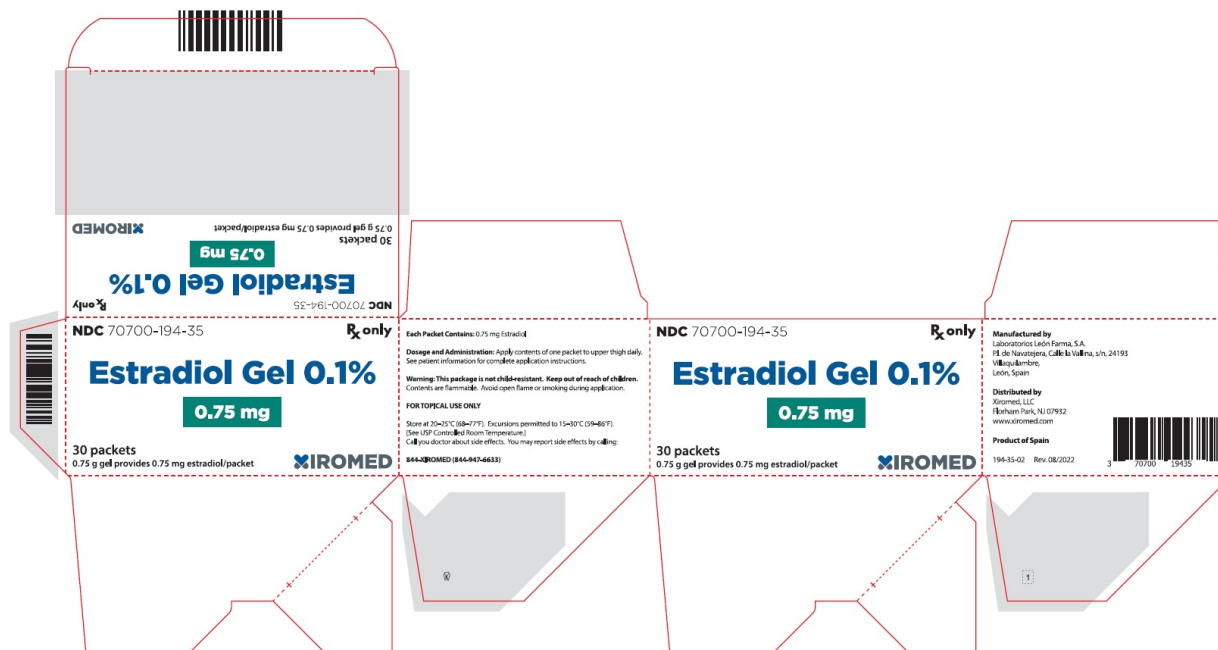 NDC 70700-194-35
Rx only
Estradiol Gel 0.1%
0.75 mg
30 packets
0.75 g gel provides 0.75 mg estradiol/packet
XIROMED
NDC 70700-194-35
Rx only
Estradiol Gel 0.1%
0.75 mg
30 packets
0.75 g gel provides 0.75 mg estradiol/packet
XIROMED
Each Packet Contains: 0.75 mg Estradiol
Dosage and Administration: Apply contents of one packet to upper thigh daily.
See patient information for complete application instructions.
Warning: This package is not child-resistant. Keep out of reach of children.
Contents are flammable. Avoid open flame or smoking during application.
FOR TOPICAL USE ONLY
Store at 20–25°C (68–77°F). Excursions permitted to 15–30°C (59–86°F).
[See USP Controlled Room Temperature.]
Call you doctor about side effects. You may report side effects by calling:
844-XIROMED (844-947-6633)
NDC 70700-194-35
Rx only
Estradiol Gel 0.1%
0.75 mg
30 packets
0.75 g gel provides 0.75 mg estradiol/packet
XIROMED
Manufactured by
Laboratorios León Farma, S.A.
P.I. de Navatejera, Calle la Vallina, s/n, 24193
Villaquilambre,
León, Spain
Distributed by
Xiromed, LLC
Florham Park, NJ 07932
www.xiromed.com
Product of Spain
194-35-02 Rev. 08/2022
3 70700 19435
1